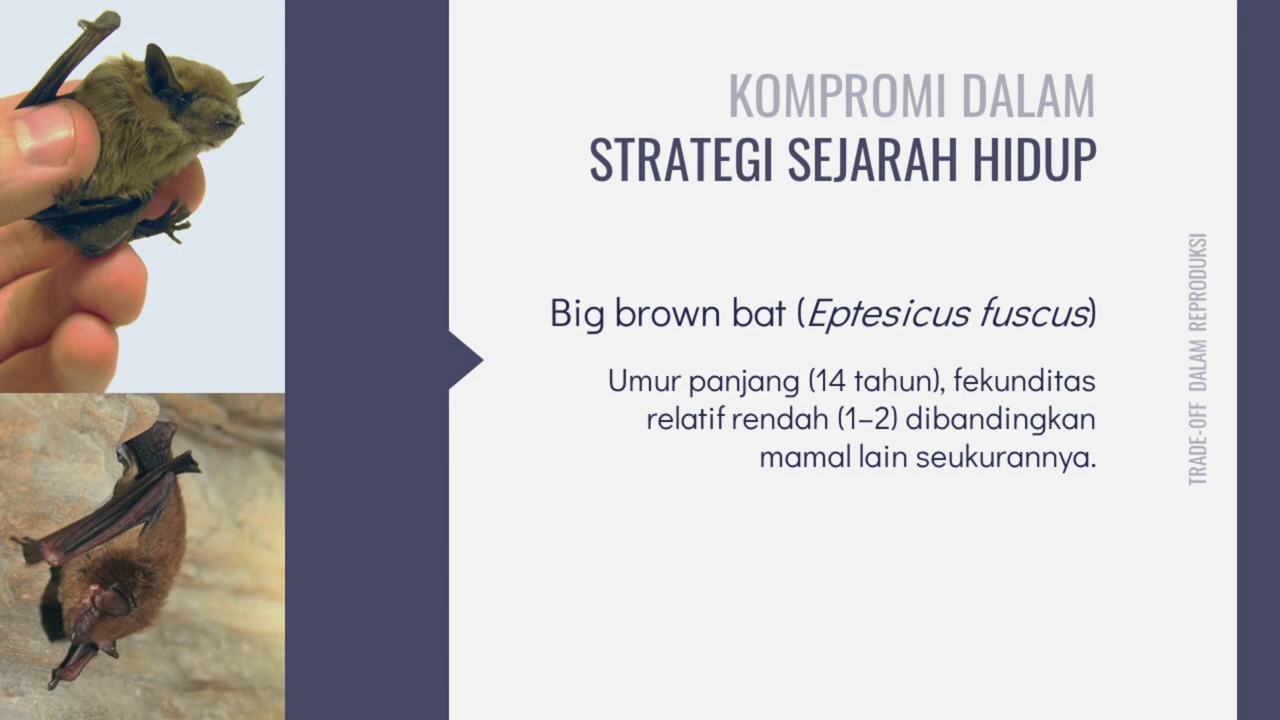 KOMPROMI DALAM
STRATEGI SEJARAH HIDUP
Big brown bat (Eptesicus fuscus)
Umur panjang (14 tahun), fekunditas
relatif rendah (1–2) dibandingkan
mamal lain seukurannya.
TRADE-OFF DALAM REPRODUKSI